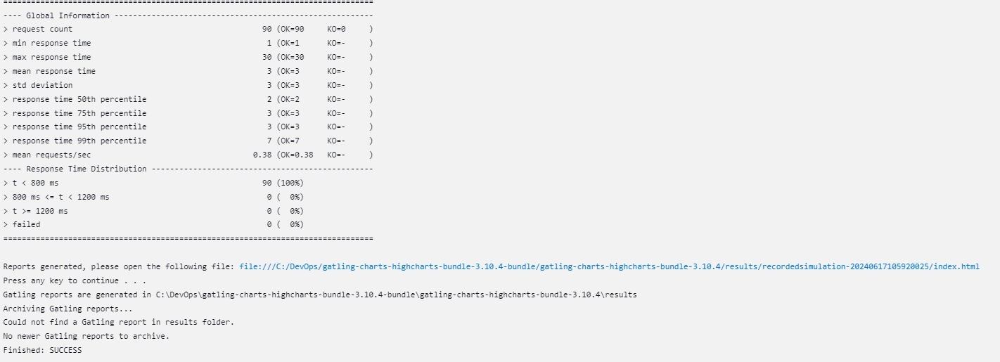 ================================================================================
---- Global Information --------------------------------------------------------
> request count                                         90 (OK=90     KO=0     )
> min response time                                      1 (OK=1      KO=-     )
> max response time                                     30 (OK=30     KO=-     )
> mean response time                                     3 (OK=3      KO=-     )
> std deviation                                          3 (OK=3      KO=-     )
> response time 50th percentile                          2 (OK=2      KO=-     )
> response time 75th percentile                          3 (OK=3      KO=-     )
> response time 95th percentile                          3 (OK=3      KO=-     )
> response time 99th percentile                          7 (OK=7      KO=-     )
> mean requests/sec                                   0.38 (OK=0.38   KO=-     )
---- Response Time Distribution ------------------------------------------------
> t < 800 ms                                            90 (100%)
> 800 ms <= t < 1200 ms                                  0 (  0%)
> t >= 1200 ms                                           0 (  0%)
> failed                                                 0 (  0%)
================================================================================
Reports generated, please open the following file: file:///C:/DevOps/gatling-charts-highcharts-bundle-3.10.4-bundle/gatling-charts-highcharts-bundle-3.10.4/results/recordedsimulation-20240617105920025/index.html
Press any key to continue . . .
Gatling reports are generated in C:\DevOps\gatling-charts-highcharts-bundle-3.10.4-bundle\gatling-charts-highcharts-bundle-3.10.4\results
Archiving Gatling reports...
Could not find a Gatling report in results folder.
No newer Gatling reports to archive.
Finished: SUCCESS